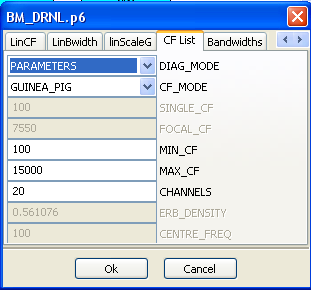 BM_DRNL.p6
LinCF LinBwidth linScaleG CF List Bandwidths
PARAMETERS DIAG_MODE
GUINEA_PIG CF_MODE
100 SINGLE_CF
7550 FOCAL_CF
100 MIN_CF
15000 MAX_CF
20 CHANNELS
0.561076 ERB_DENSITY
100 CENTRE_FREQ
Ok Cancel